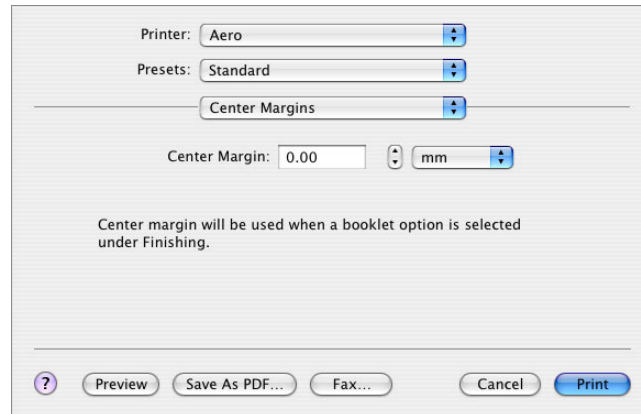 Printer: Aero
Presets: Standard
Center Margins
Center Margin: 0.00 mm
Center margin will be used when a booklet option is selected
under Finishing.
? Preview Save As PDF... Fax... Cancel Print